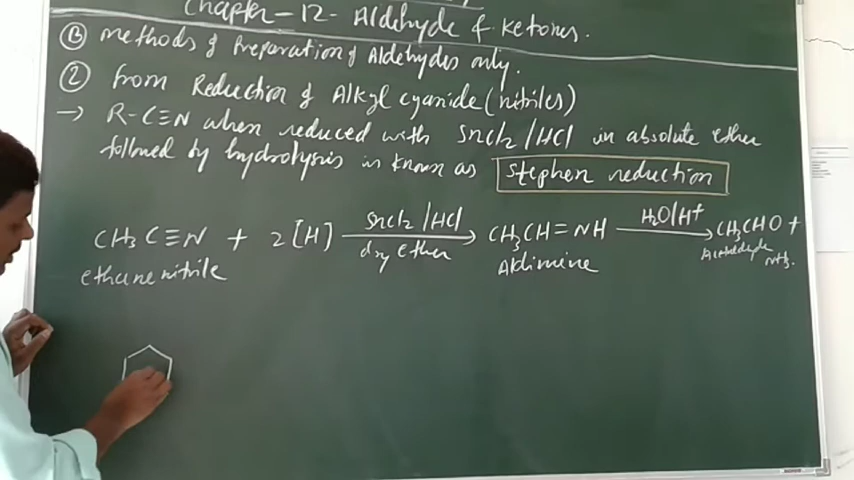 Chapter-12- Aldehyde & ketones.
B methods of Preparation of Aldehydes only.
2 from Reduction of Alkyl cyanide (nitriles)
→ R-C≡N when reduced with SnCl2/HCl in absolute ether
followed by hydrolysis is known as stephen reduction
CH3C≡N + 2[H] SnCl2/HCl dry ether → CH3CH=NH H2O/H+ → CH3CHO +
ethanenitrile Aldimine Acetaldehyde NH3.